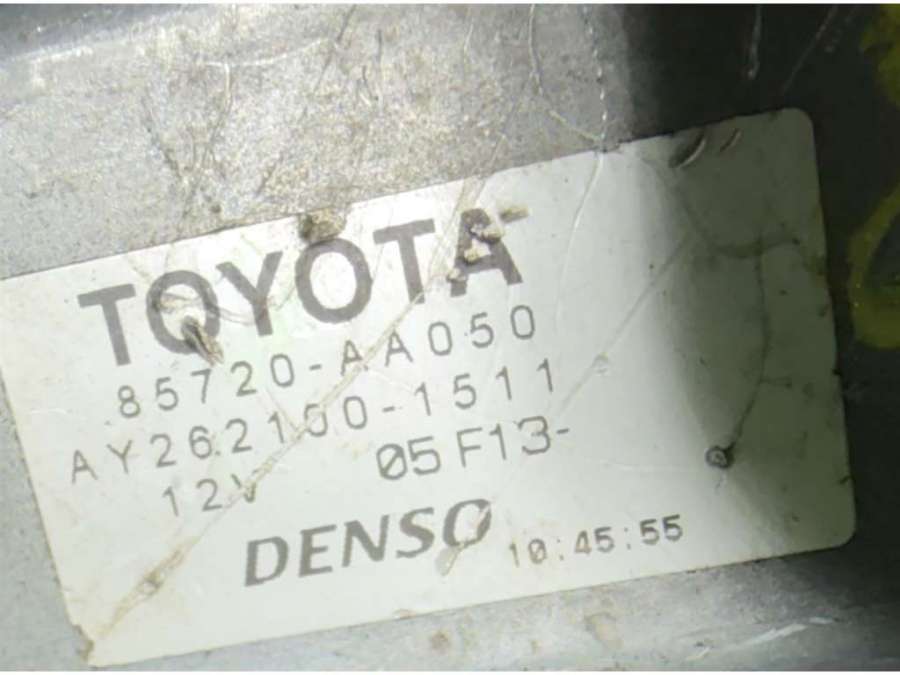 TOYOTA
85720-AA050
AY262100-1511
12V 05F13-
DENSO 10:45:55